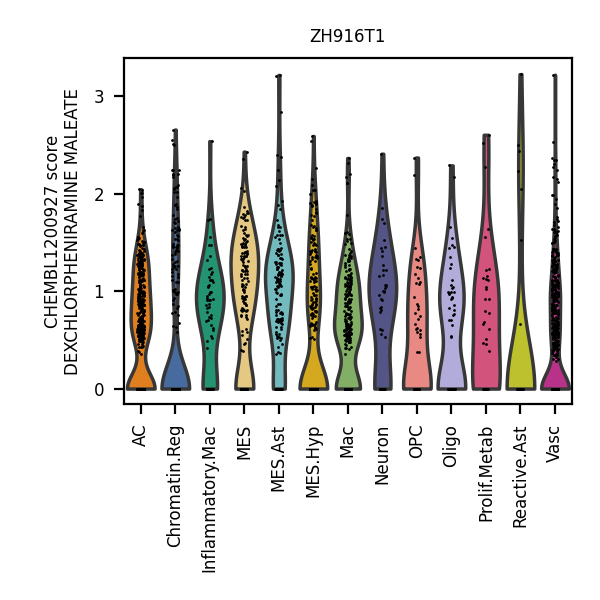 ZH916T1
CHEMBL1200927 score
DEXCHLORPHENIRAMINE MALEATE
3
2
1
0
AC
Chromatin.Reg
Inflammatory.Mac
MES
MES.Ast
MES.Hyp
Mac
Neuron
OPC
Oligo
Prolif.Metab
Reactive.Ast
Vasc